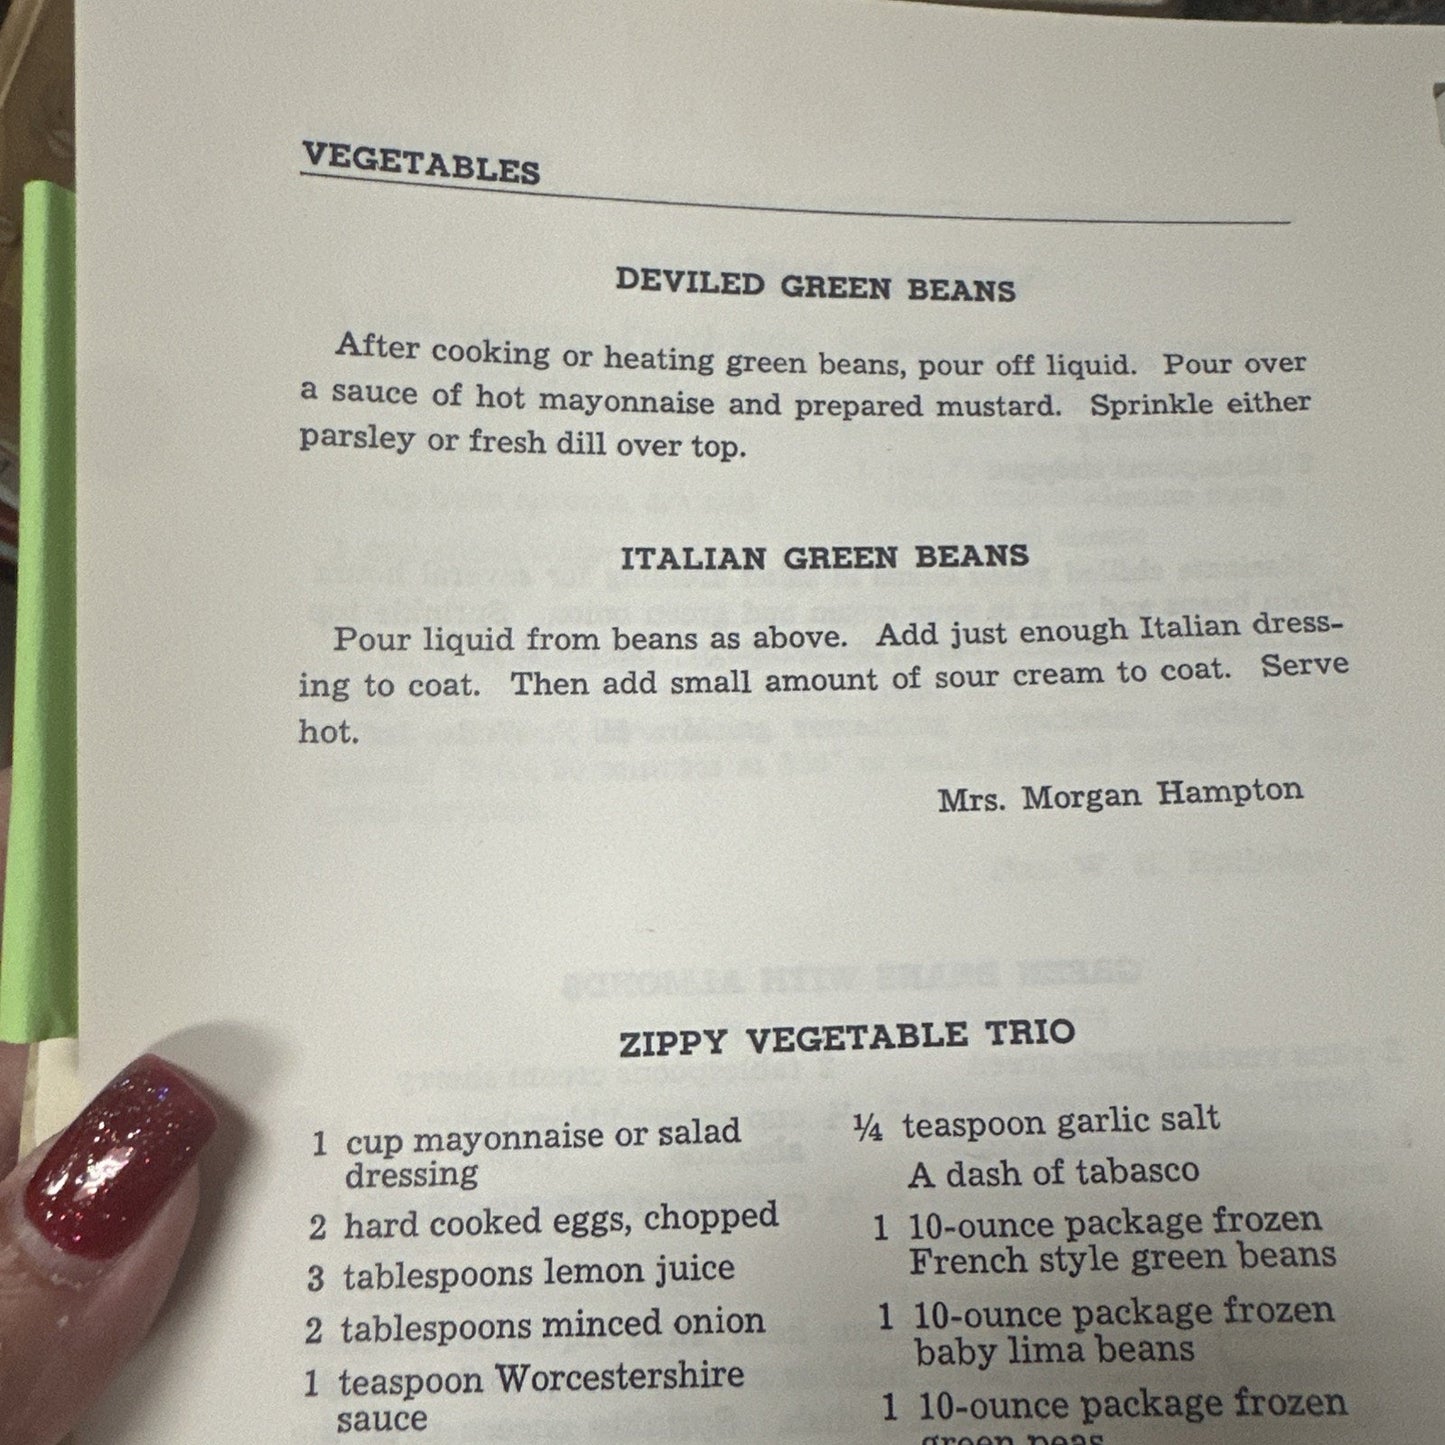 VEGETABLES
DEVILED GREEN BEANS
After cooking or heating green beans, pour off liquid. Pour over
a sauce of hot mayonnaise and prepared mustard. Sprinkle either
parsley or fresh dill over top.
ITALIAN GREEN BEANS
Pour liquid from beans as above. Add just enough Italian dress-
ing to coat. Then add small amount of sour cream to coat. Serve
hot.
Mrs. Morgan Hampton
ZIPPY VEGETABLE TRIO
1 cup mayonnaise or salad
dressing
2 hard cooked eggs, chopped
3 tablespoons lemon juice
2 tablespoons minced onion
1 teaspoon Worcestershire
sauce
¼ teaspoon garlic salt
A dash of tabasco
1 10-ounce package frozen
French style green beans
1 10-ounce package frozen
baby lima beans
1 10-ounce package frozen
green peas